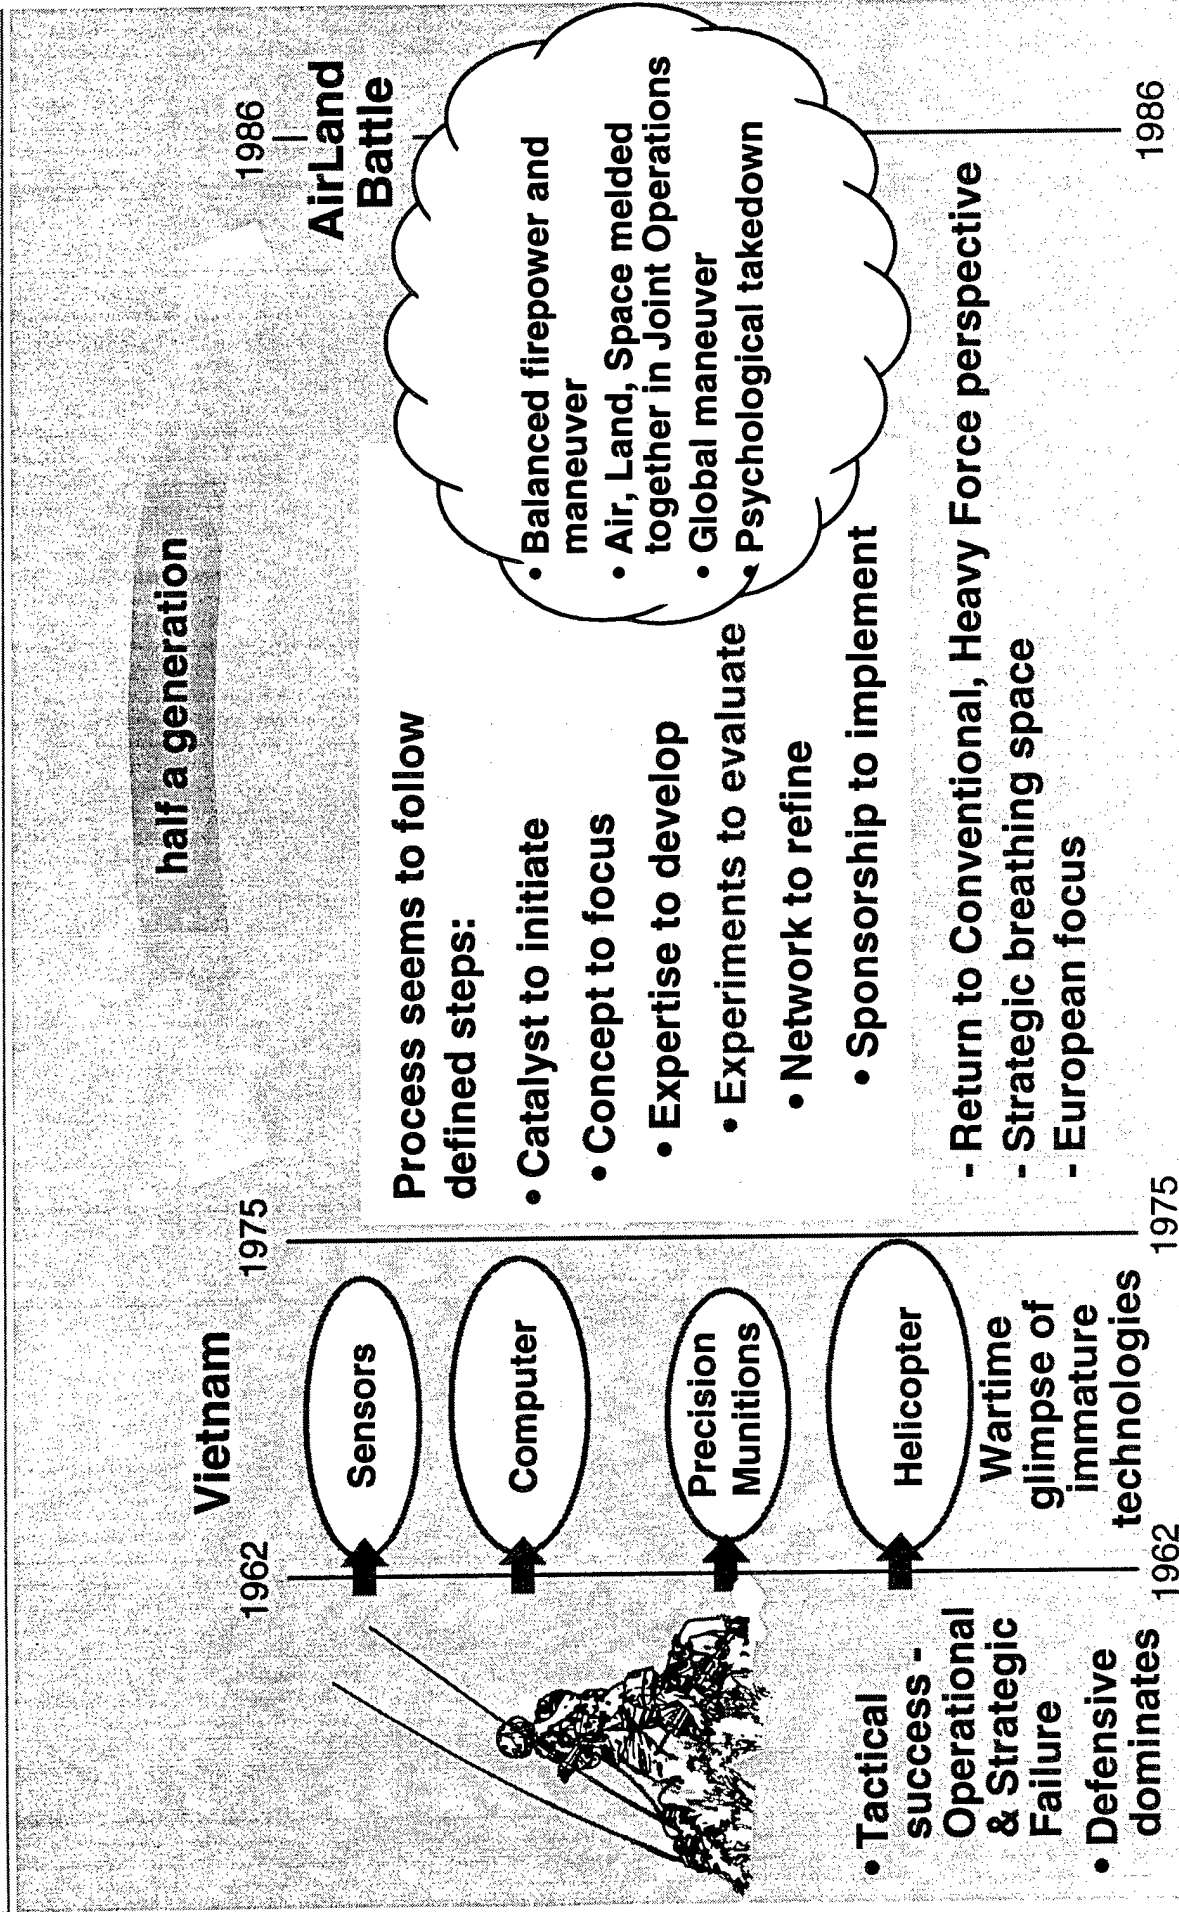 half a generation
Vietnam
1962
1975
1986
AirLand
Battle
Sensors
Computer
Precision
Munitions
Helicopter
Wartime
glimpse of
immature
technologies
• Tactical
success -
Operational
& Strategic
Failure
• Defensive
dominates
Process seems to follow
defined steps:
• Catalyst to initiate
• Concept to focus
• Expertise to develop
• Experiments to evaluate
• Network to refine
• Sponsorship to implement
• Balanced firepower and
maneuver
• Air, Land, Space melded
together in Joint Operations
• Global maneuver
• Psychological takedown
- Return to Conventional, Heavy Force perspective
- Strategic breathing space
- European focus
1962
1975
1986